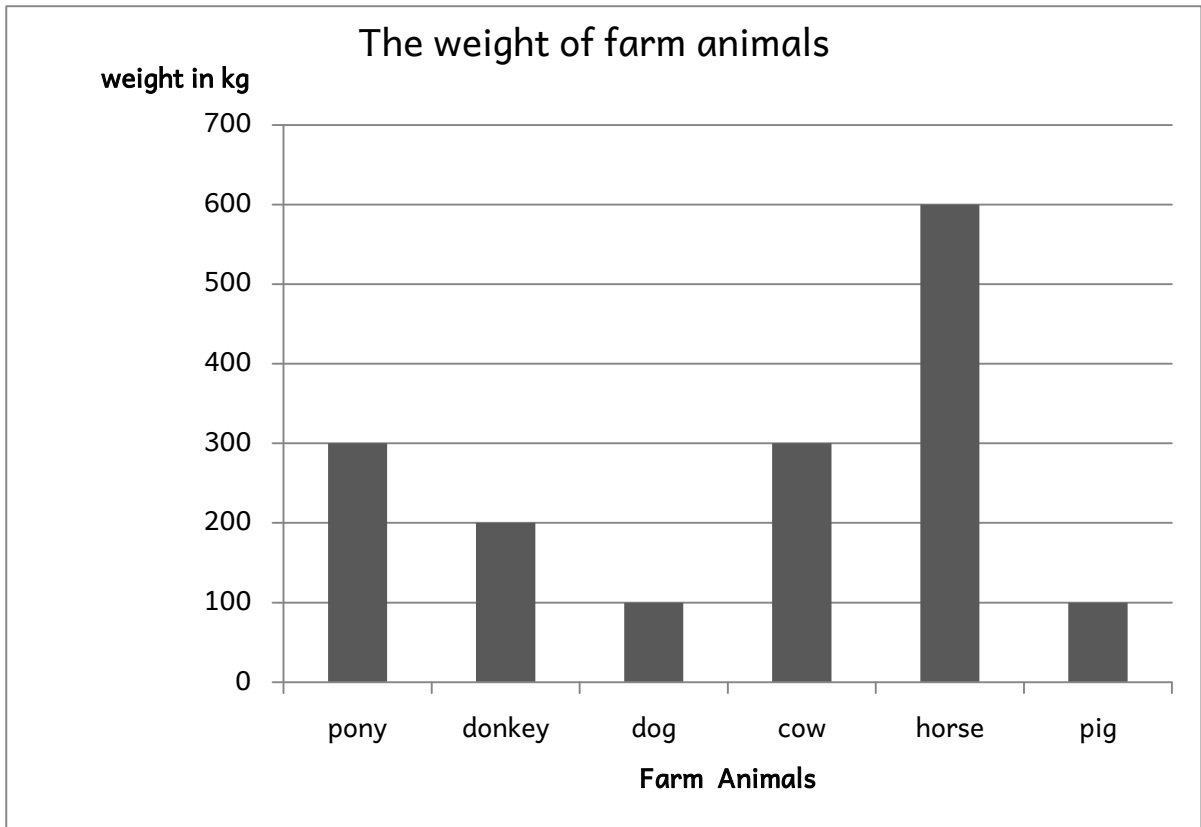 The weight of farm animals
weight in kg
700
600
500
400
300
200
100
0
pony donkey dog cow horse pig
Farm Animals